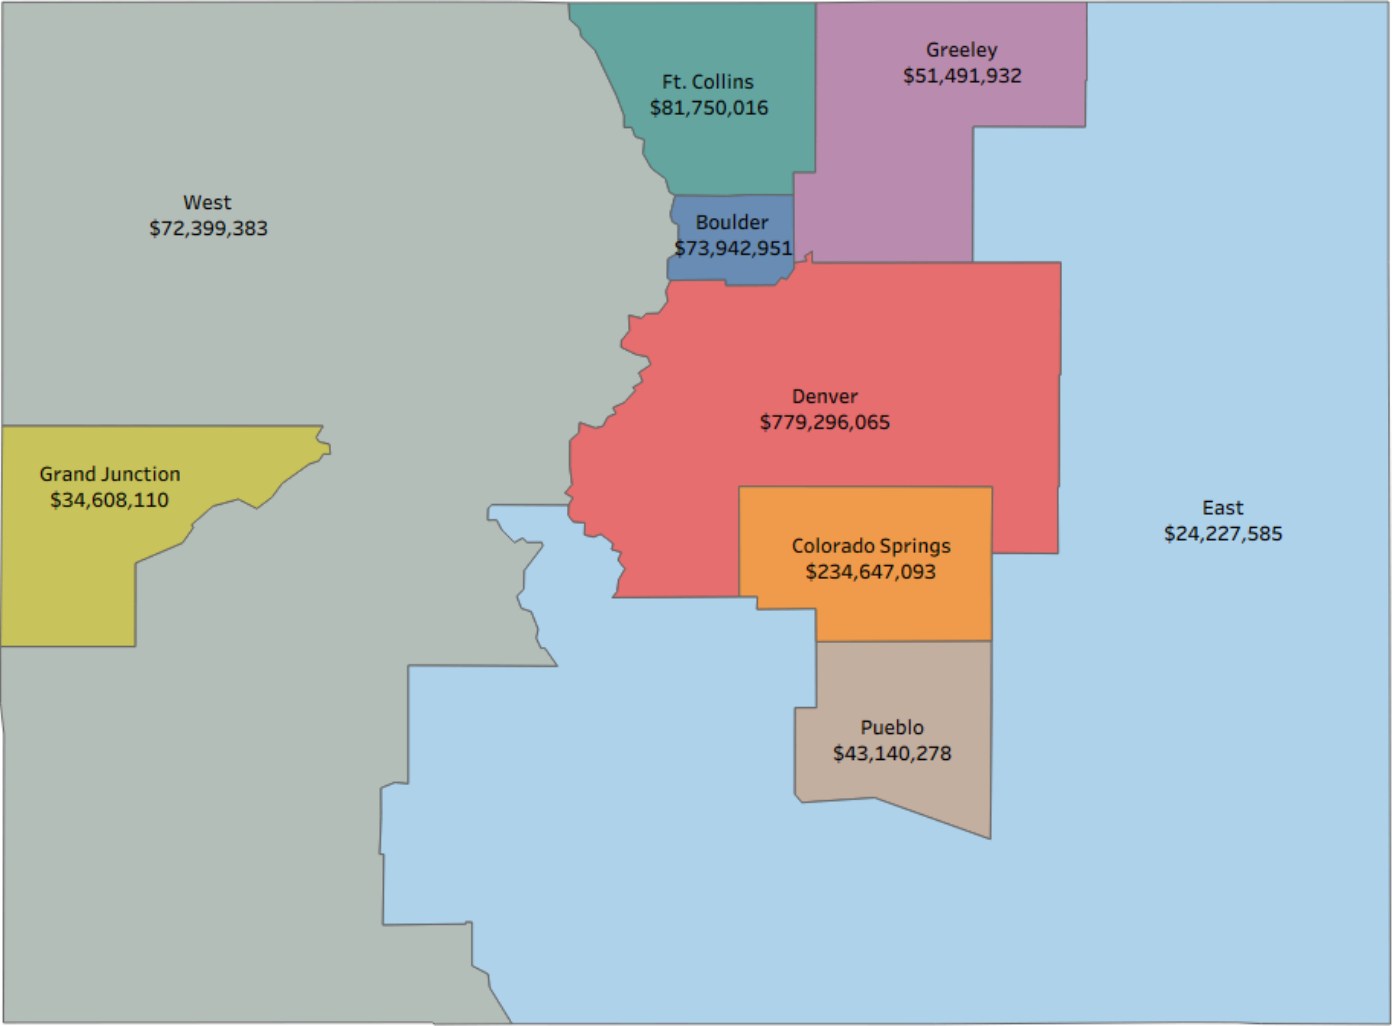 Greeley
$51,491,932
Ft. Collins
$81,750,016
West
$72,399,383
Boulder
$73,942,951
Denver
$779,296,065
Grand Junction
$34,608,110
East
$24,227,585
Colorado Springs
$234,647,093
Pueblo
$43,140,278